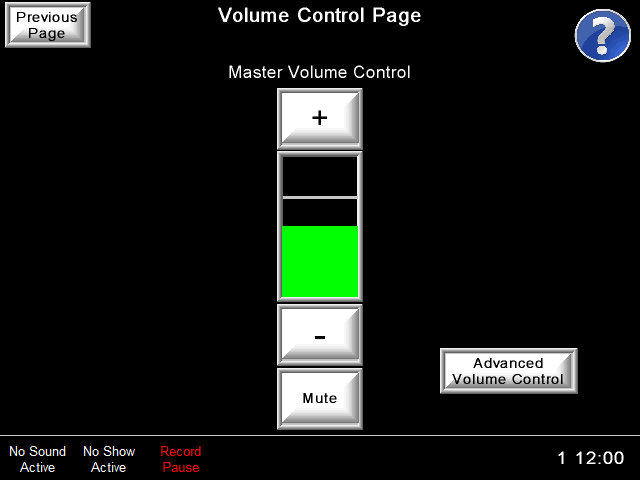 Previous
Page
Volume Control Page
?
Master Volume Control
+
-
Mute
Advanced
Volume Control
No Sound
Active
No Show
Active
Record
Pause
1 12:00